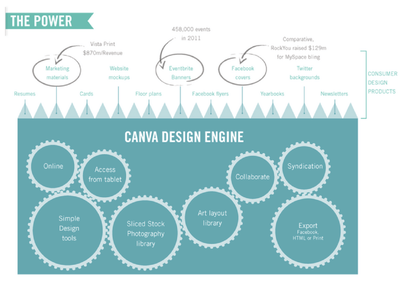 THE POWER
Vista Print
$870m/Revenue
458,000 events
in 2011
Comparative,
RockYou raised $129m
for MySpace bling
Marketing
materials
Website
mockups
Eventbrite
Banners
Facebook
covers
Twitter
backgrounds
CONSUMER
DESIGN
PRODUCTS
Resumes
Cards
Floor plans
Facebook flyers
Yearbooks
Newsletters
CANVA DESIGN ENGINE
Online
Access
from tablet
Collaborate
Syndication
Simple
Design
tools
Sliced Stock
Photography
library
Art layout
library
Export
Facebook,
HTML or Print